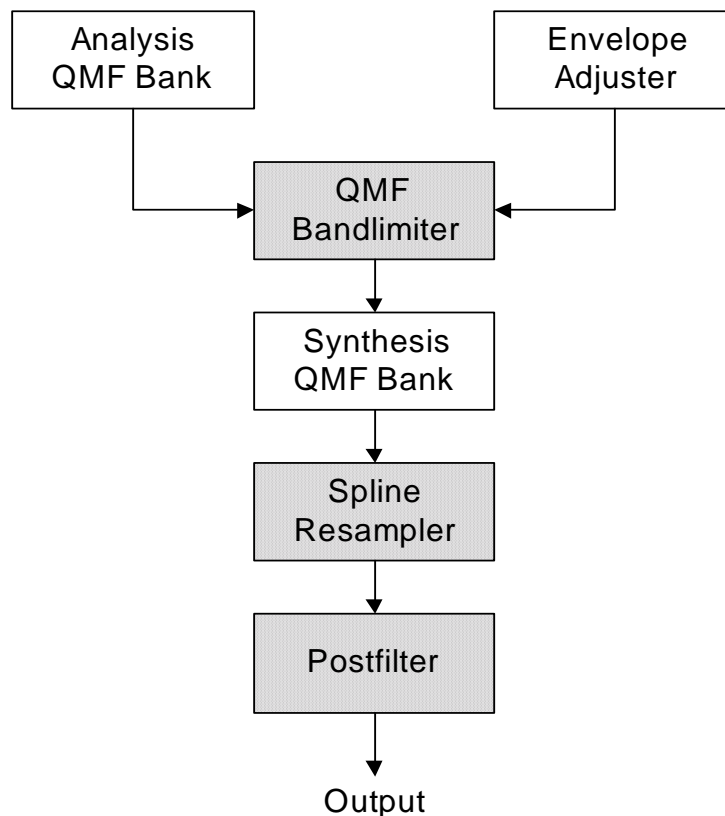 Analysis
QMF Bank
Envelope
Adjuster
QMF
Bandlimiter
Synthesis
QMF Bank
Spline
Resampler
Postfilter
Output